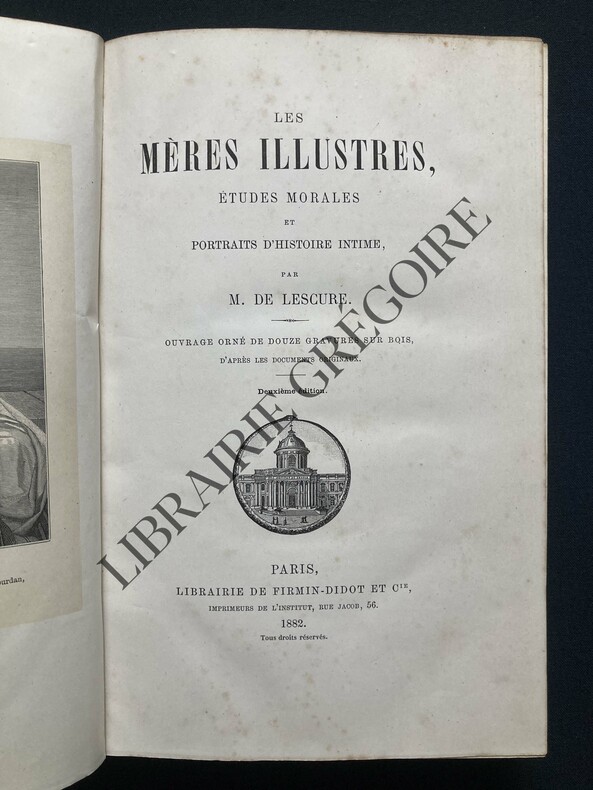 LES
MÈRES ILLUSTRES,
ÉTUDES MORALES
ET
PORTRAITS D'HISTOIRE INTIME,
PAR
M. DE LESCURE.
OUVRAGE ORNÉ DE DOUZE GRAVURES SUR BOIS,
D'APRÈS LES DOCUMENTS ORIGINAUX.
Deuxième édition.
PARIS,
LIBRAIRIE DE FIRMIN-DIDOT ET CIE,
IMPRIMEURS DE L'INSTITUT, RUE JACOB, 56.
1882.
Tous droits réservés.
LIBRAIRIE GRÉGOIRE